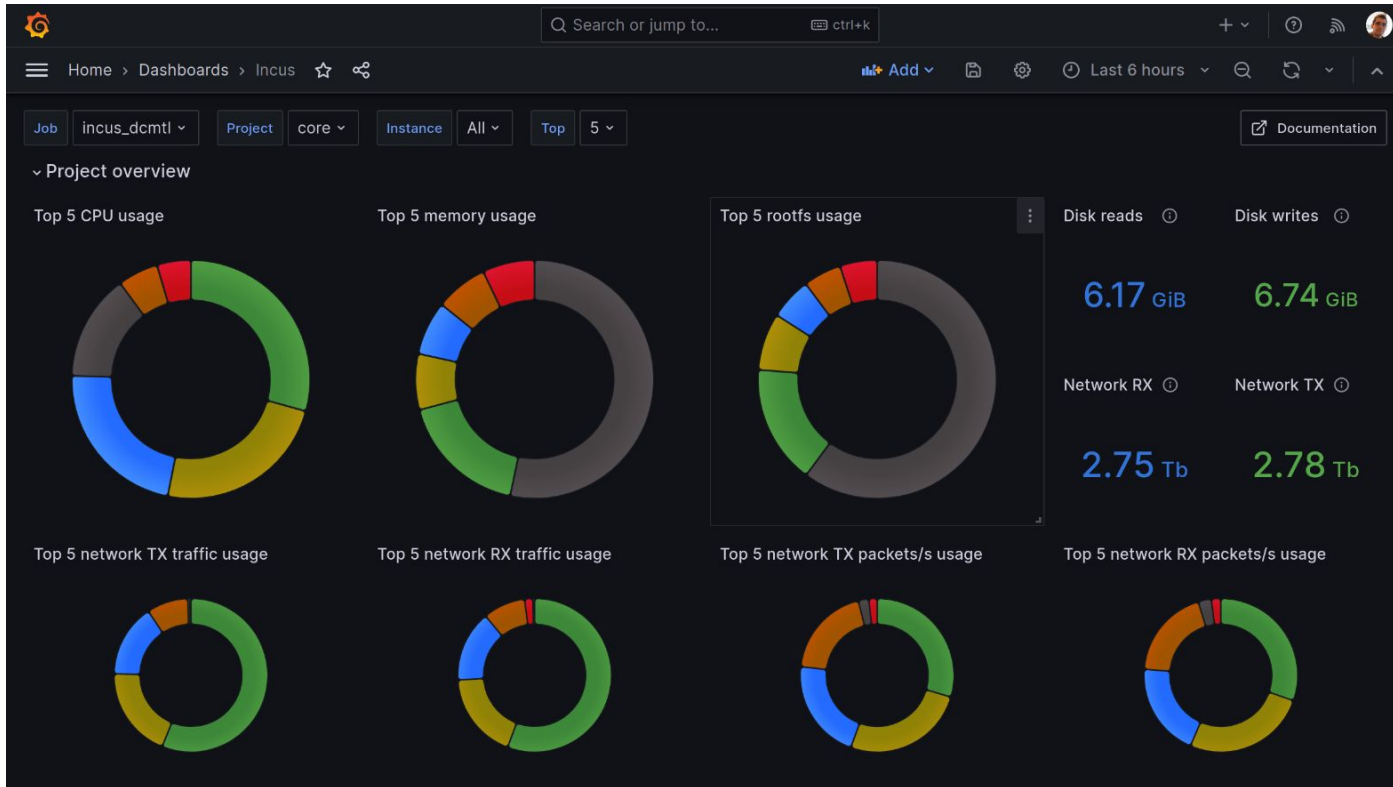 Search or jump to... ctrl+k
Home › Dashboards › Incus Add Last 6 hours
Job incus_dcmtl Project core Instance All Top 5 Documentation
Project overview
Top 5 CPU usage Top 5 memory usage Top 5 rootfs usage Disk reads Disk writes
6.17 GiB 6.74 GiB
Network RX Network TX
2.75 Tb 2.78 Tb
Top 5 network TX traffic usage Top 5 network RX traffic usage Top 5 network TX packets/s usage Top 5 network RX packets/s usage